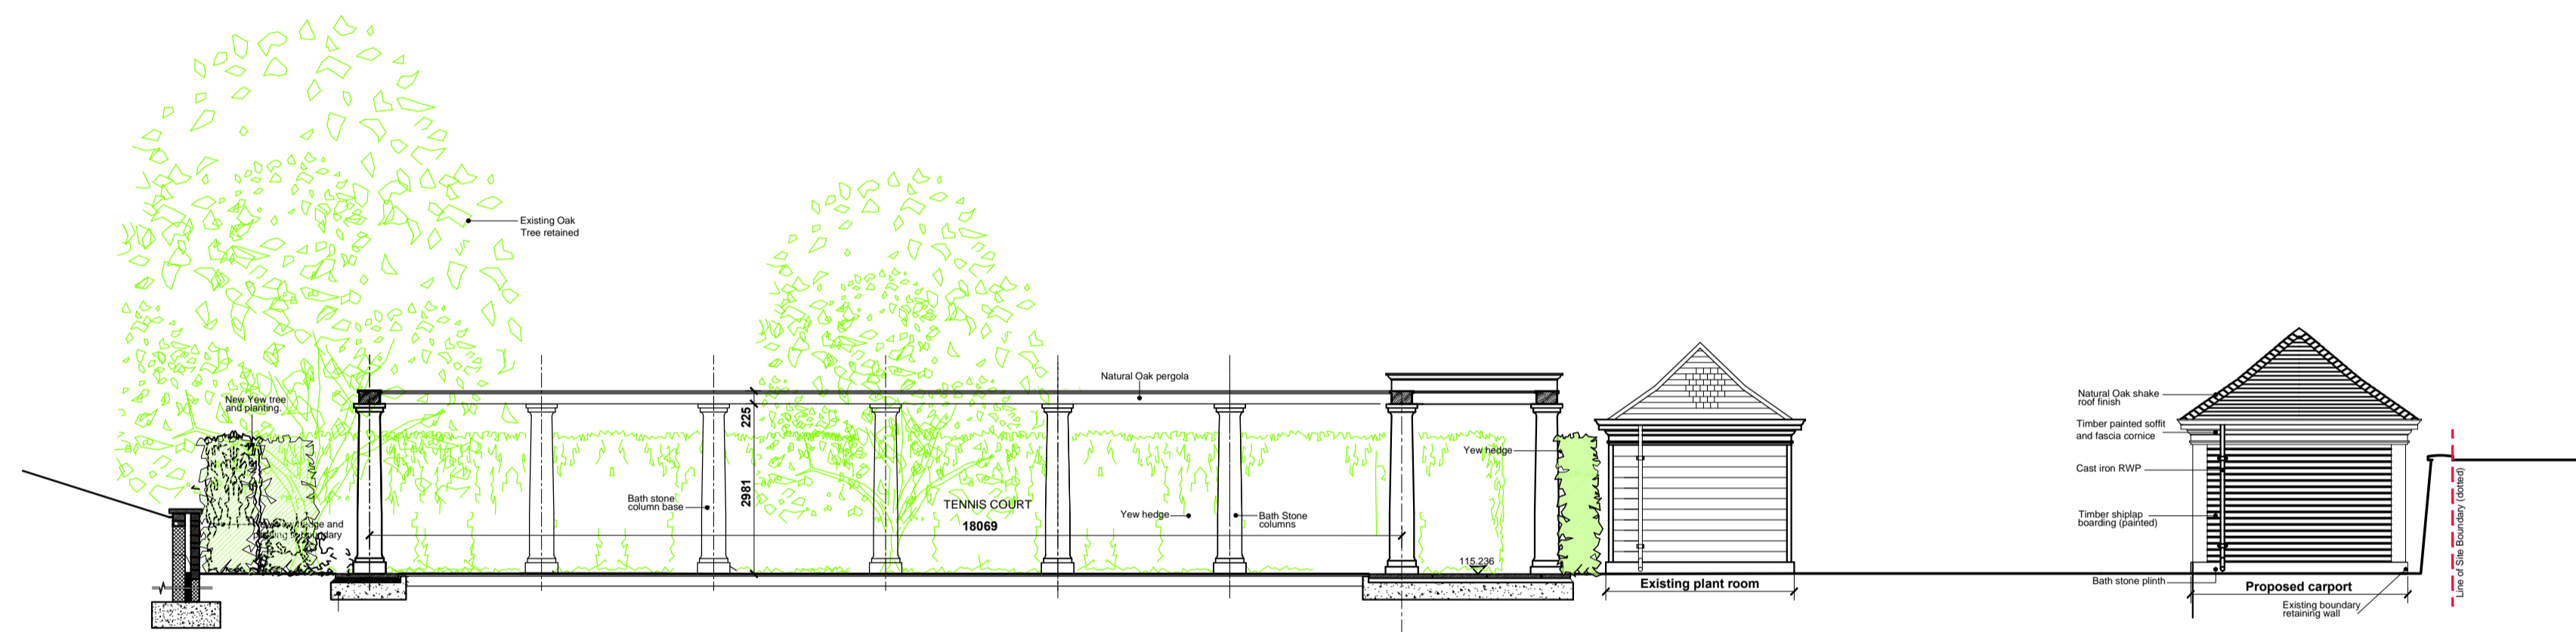 Existing Oak
Tree retained
New Yew tree
and planting.
Natural Oak pergola
2225
2981
Bath stone
column base
TENNIS COURT
18069
Yew hedge
Bath Stone
columns
Yew hedge
115.236
Existing plant room
Natural Oak shake
roof finish
Timber painted soffit
and fascia cornice
Cast iron RWP
Timber shiplap
boarding (painted)
Bath stone plinth
Proposed carport
Existing boundary
retaining wall
Line of Site Boundary (dotted)